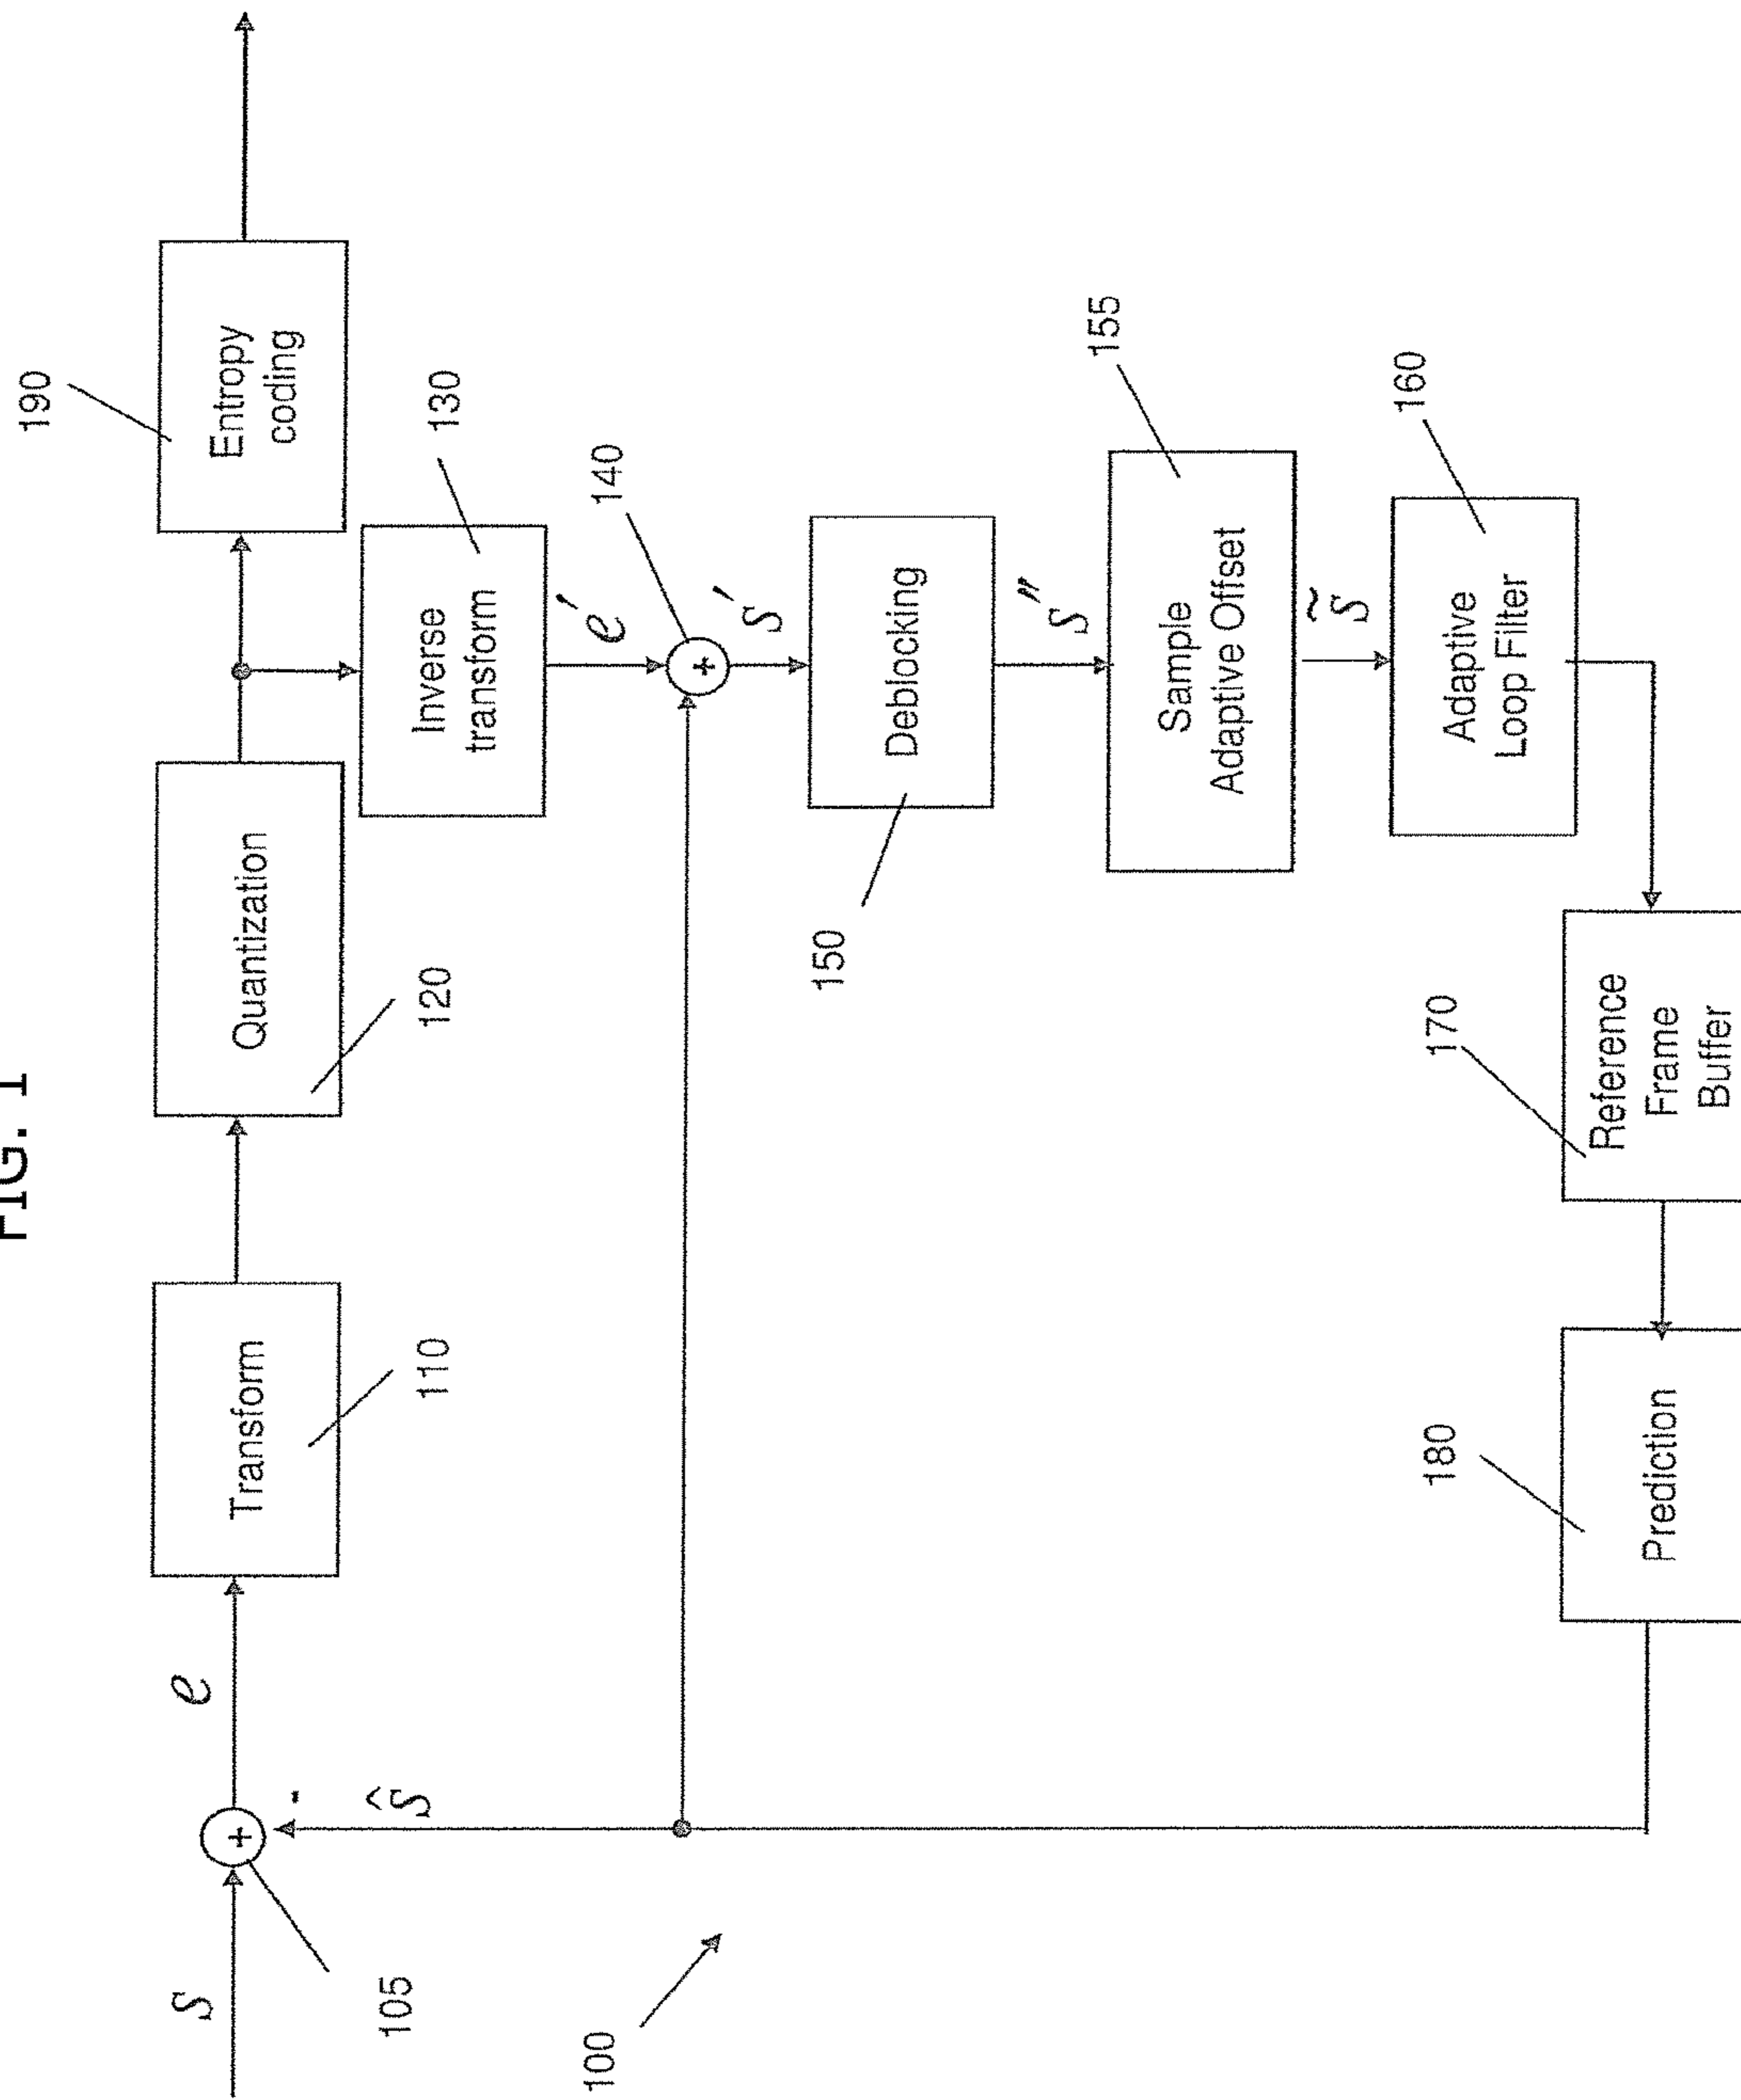 FIG. 1
190
Entropy
coding
130
Inverse
transform
e′
140
s′
+
Quantization
120
Transform
110
e
-
ŝ
+
s
105
100
Deblocking
150
s″
155
Sample
Adaptive Offset
s̃
160
Adaptive
Loop Filter
170
Reference
Frame
Buffer
180
Prediction